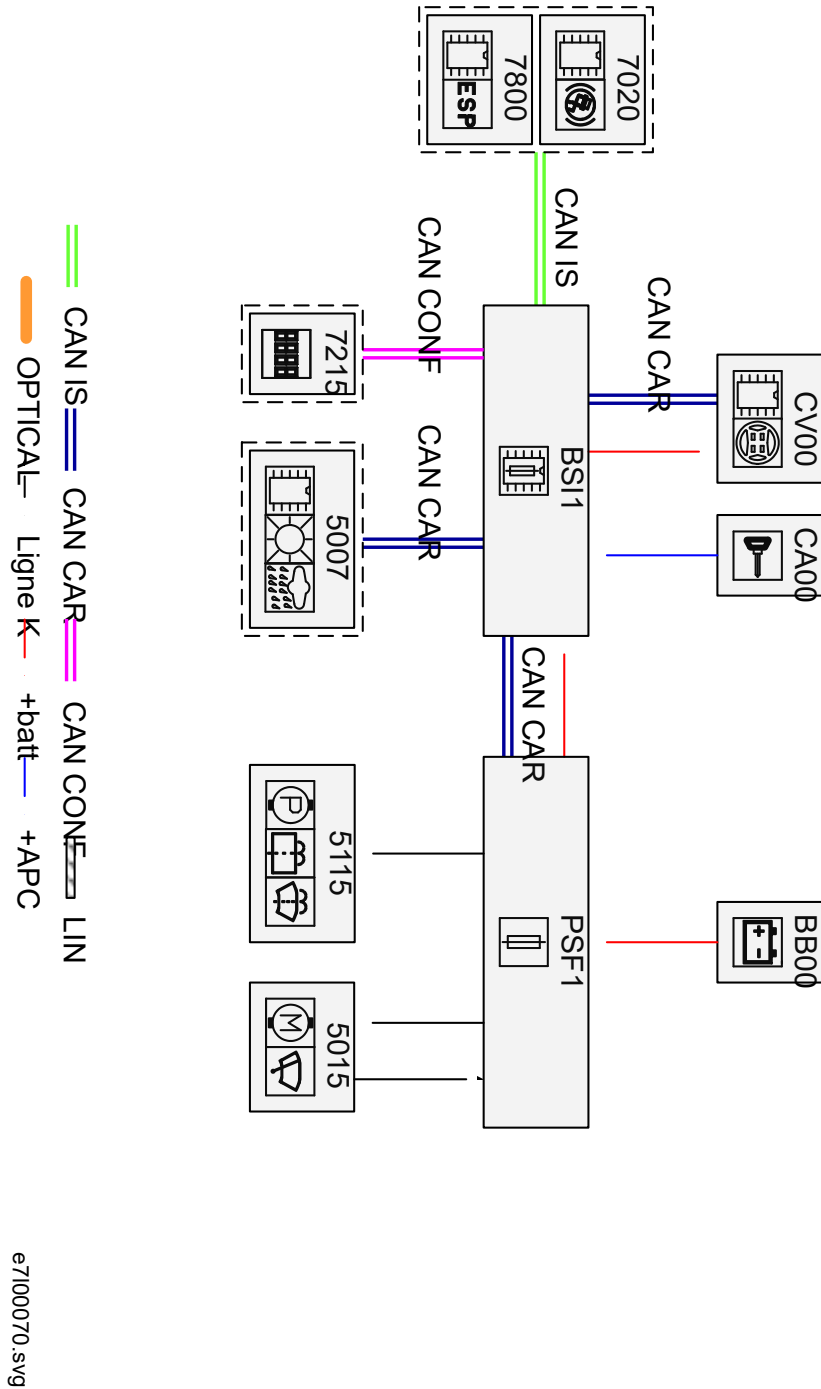 CV00
CA00
BB00
+ -
CAN CAR
7020
BSI1
PSF1
CAN IS
CAN CAR
7800
ESP
CAN CONF
CAN CAR
7215
5007
5115
5015
P
M
CAN IS
CAN CAR
CAN CONF
LIN
OPTICAL
Ligne K
+batt
+APC
e7l00070.svg